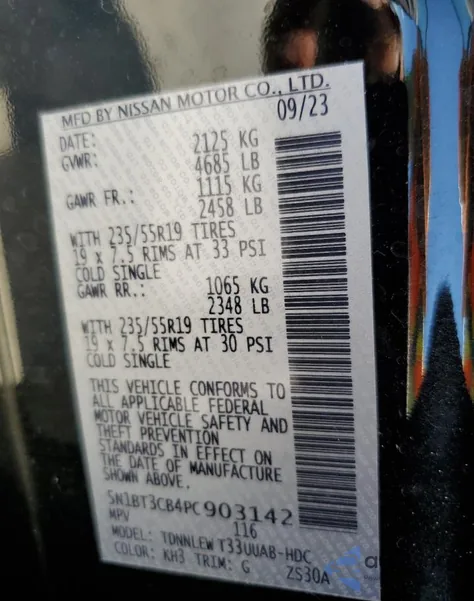 MFD BY NISSAN MOTOR CO., LTD.
DATE: 09/23
GVWR: 2125 KG
4685 LB
GAWR FR.: 1115 KG
2458 LB
WITH 235/55R19 TIRES
19 x 7.5 RIMS AT 33 PSI
COLD SINGLE
GAWR RR.: 1065 KG
2348 LB
WITH 235/55R19 TIRES
19 x 7.5 RIMS AT 30 PSI
COLD SINGLE
THIS VEHICLE CONFORMS TO
ALL APPLICABLE FEDERAL
MOTOR VEHICLE SAFETY AND
THEFT PREVENTION
STANDARDS IN EFFECT ON
THE DATE OF MANUFACTURE
SHOWN ABOVE.
5N1BT3CB4PC903142
MPV 116
MODEL: TDNNLEW T33UUAB-HDC
COLOR: KH3 TRIM: G ZS30A
a